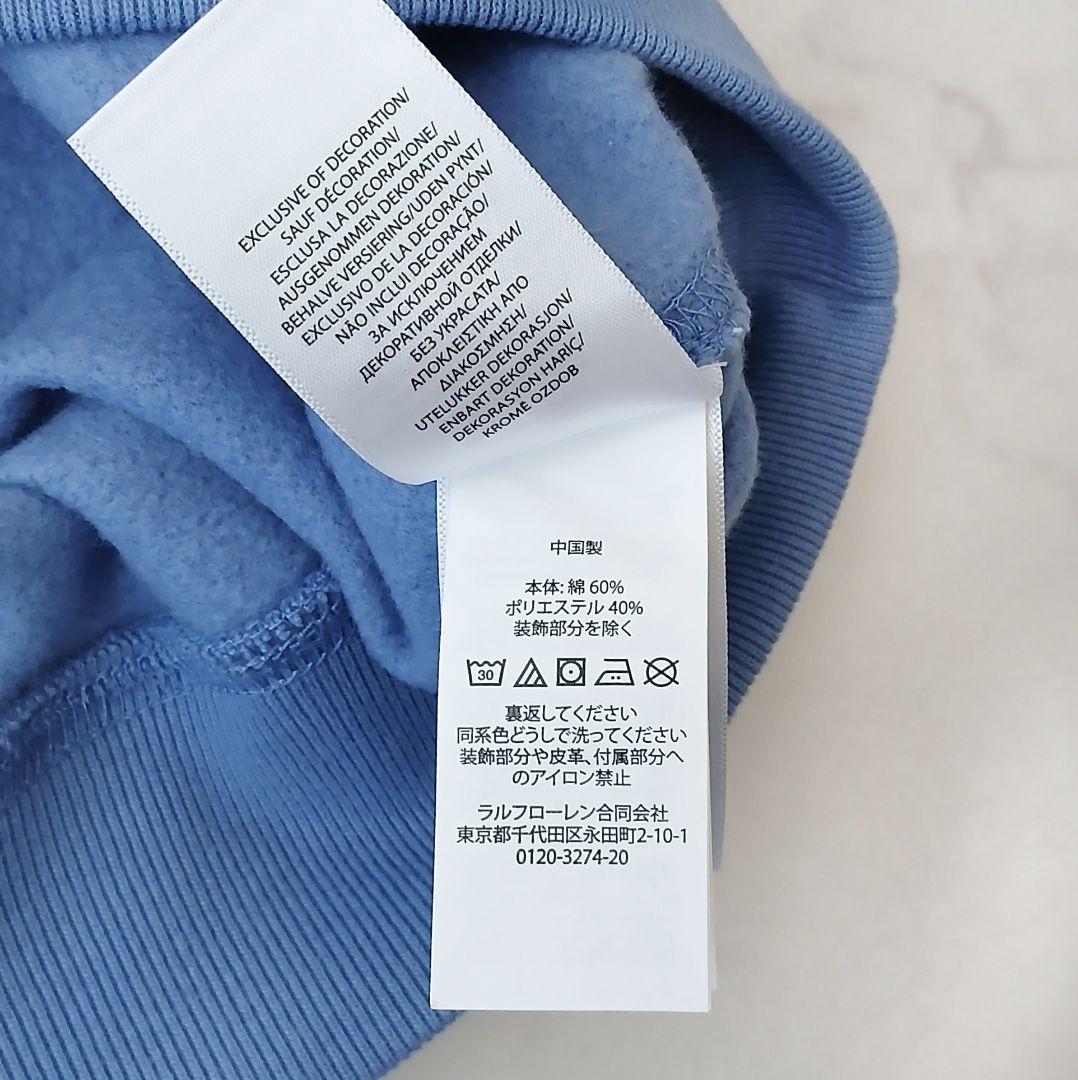 EXCLUSIVE OF DECORATION/
SAUF DÉCORATION/
ESCLUSA LA DECORAZIONE/
AUSGENOMMEN DEKORATION/
BEHALVE VERSIERING/UDEN PYNT/
EXCLUSIVO DE LA DECORACIÓN/
NÃO INCLUI DECORAÇÃO/
ЗА ИСКЛЮЧЕНИЕМ
ДЕКОРАТИВНОЙ ОТДЕЛКИ/
БЕЗ УКРАСАТА/
ΑΠΟΚΛΕΙΣΤΙΚΗ ΑΠΟ
ΔΙΑΚΟΣΜΗΣΗ/
UTELUKKER DEKORASJON/
ENBART DEKORATION/
DEKORASYON HARIÇ/
KROMĚ OZDOB
中国製
本体: 綿 60%
ポリエステル 40%
装飾部分を除く
30
裏返してください
同系色どうしで洗ってください
装飾部分や皮革、付属部分へ
のアイロン禁止
ラルフローレン合同会社
東京都千代田区永田町2-10-1
0120-3274-20